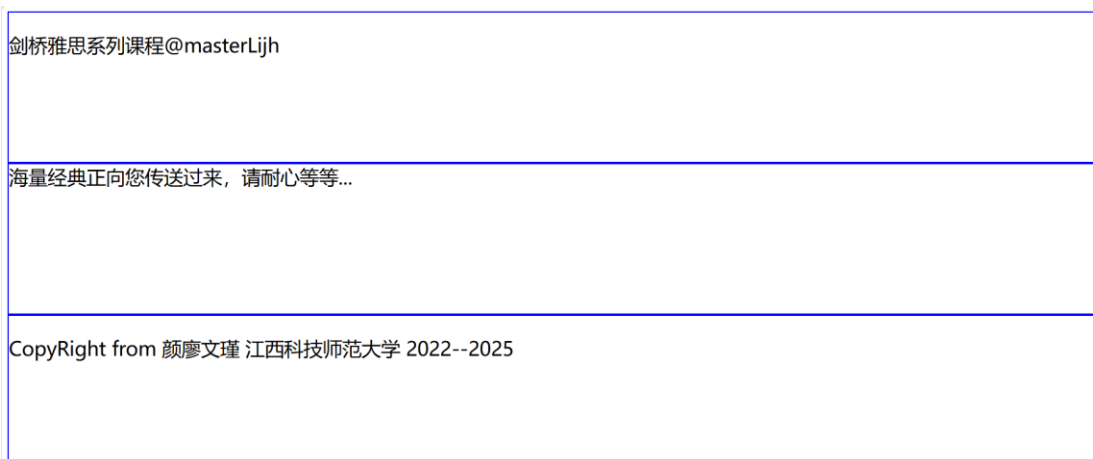 剑桥雅思系列课程@masterLijh
海量经典正向您传送过来，请耐心等等...
CopyRight from 颜廖文瑾 江西科技师范大学 2022--2025